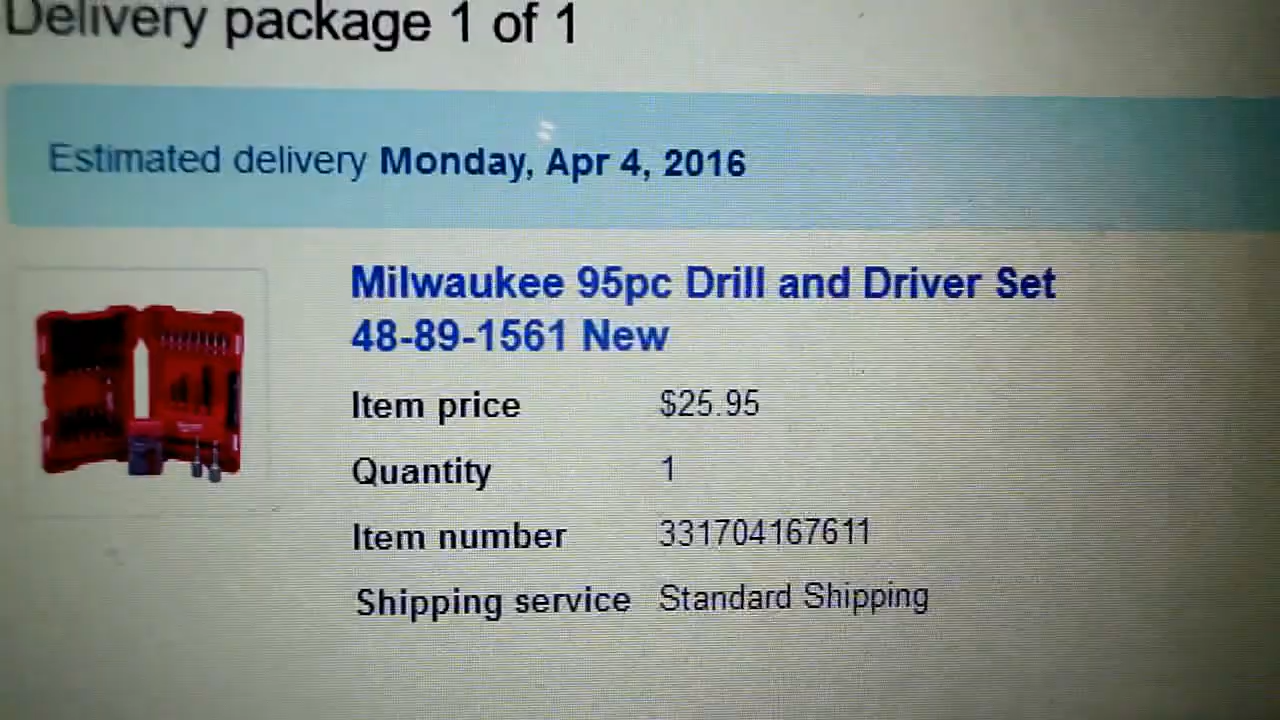 Delivery package 1 of 1
Estimated delivery Monday, Apr 4, 2016
Milwaukee 95pc Drill and Driver Set
48-89-1561 New
Item price $25.95
Quantity 1
Item number 331704167611
Shipping service Standard Shipping